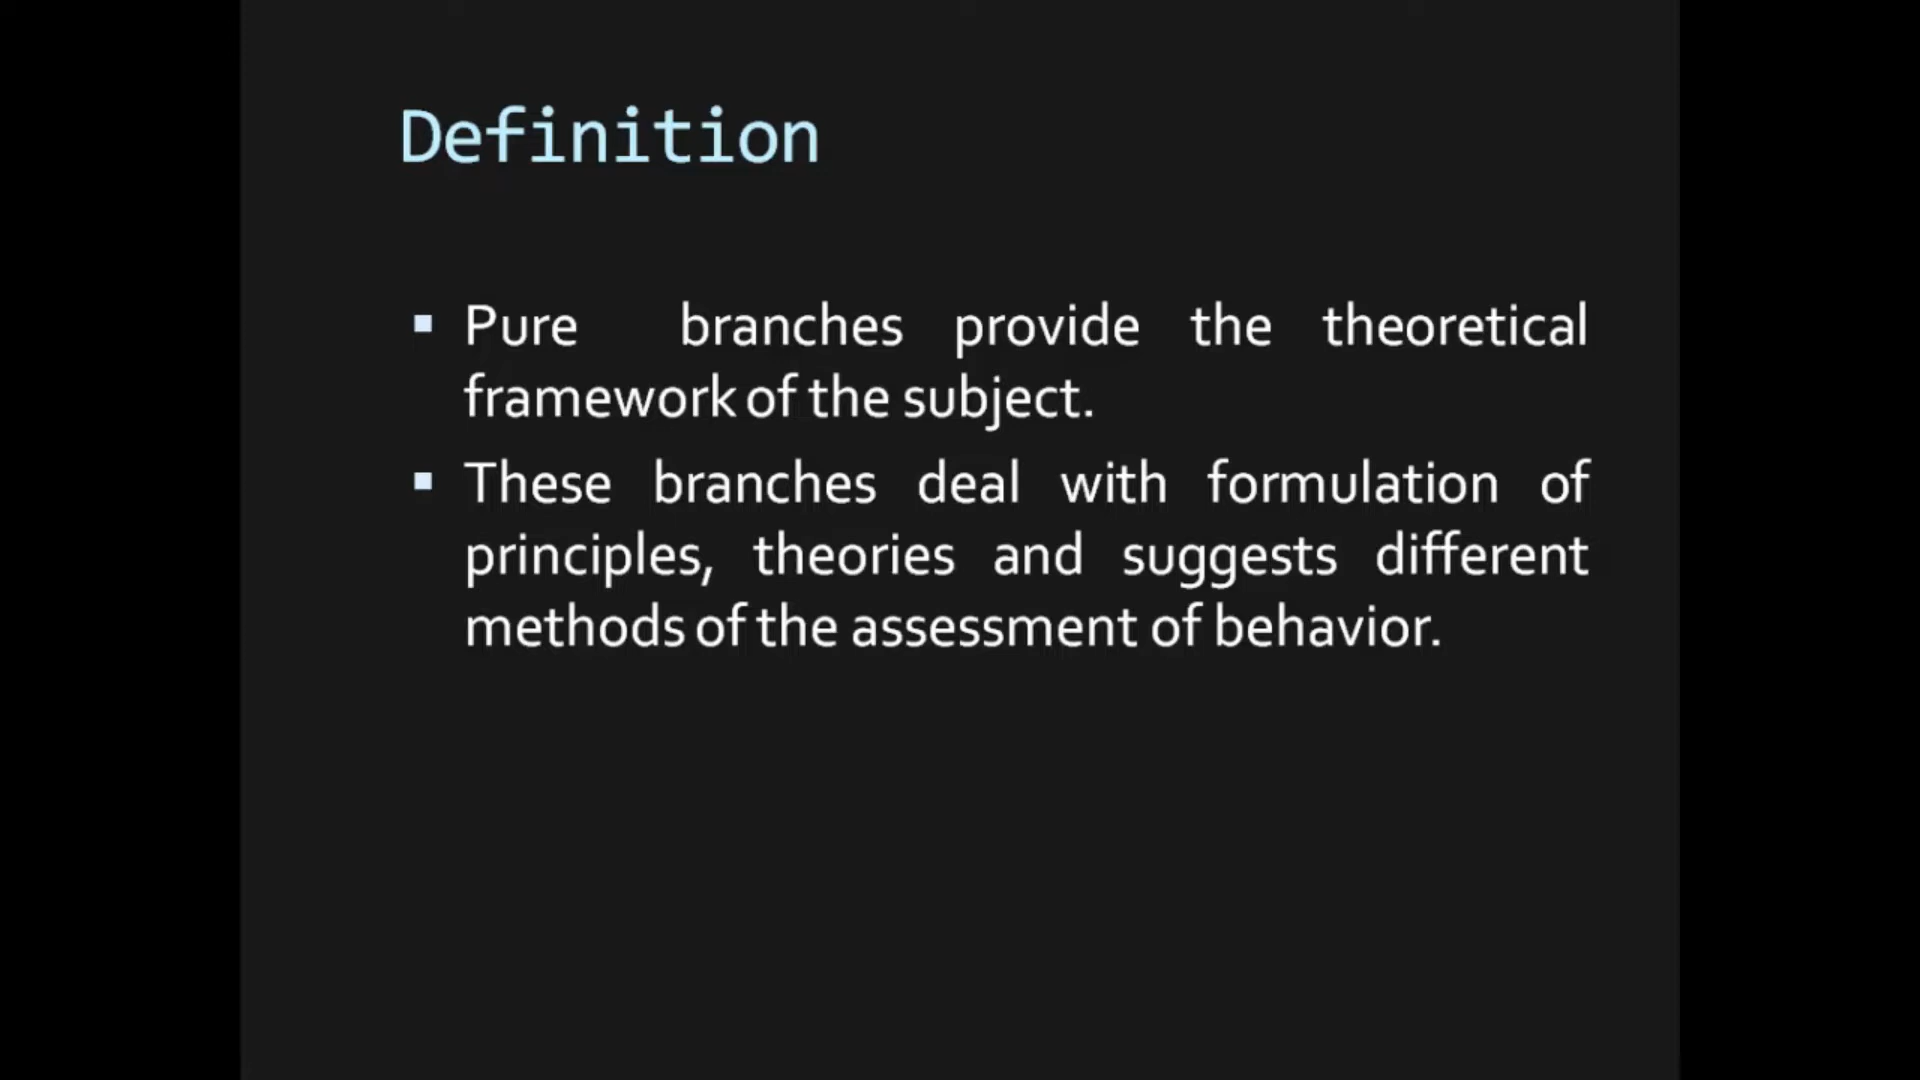 Definition
Pure branches provide the theoretical
framework of the subject.
These branches deal with formulation of
principles, theories and suggests different
methods of the assessment of behavior.